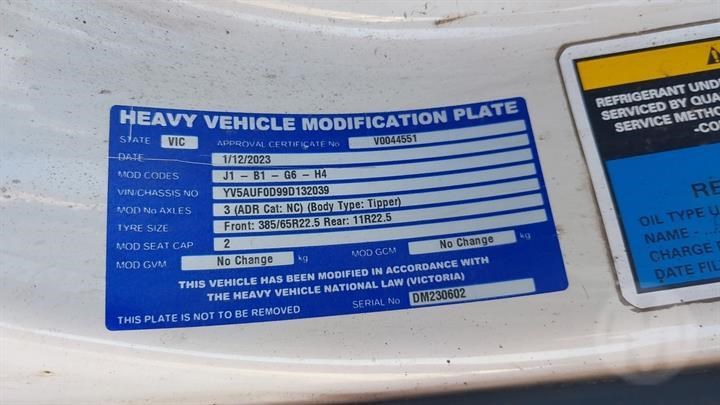 HEAVY VEHICLE MODIFICATION PLATE
STATE VIC APPROVAL CERTIFICATE No V0044551
DATE 1/12/2023
MOD CODES J1 - B1 - G6 - H4
VIN/CHASSIS NO YV5AUF0D99D132039
MOD No AXLES 3 (ADR Cat: NC) (Body Type: Tipper)
TYRE SIZE Front: 385/65R22.5 Rear: 11R22.5
MOD SEAT CAP 2
MOD GVM No Change kg MOD GCM No Change kg
THIS VEHICLE HAS BEEN MODIFIED IN ACCORDANCE WITH
THE HEAVY VEHICLE NATIONAL LAW (VICTORIA)
SERIAL No DM230602
THIS PLATE IS NOT TO BE REMOVED
REFRIGERANT UND
SERVICED BY QUA
SERVICE METHO
-CO
RE
OIL TYPE U
NAME - ...
CHARGE
DATE FIL